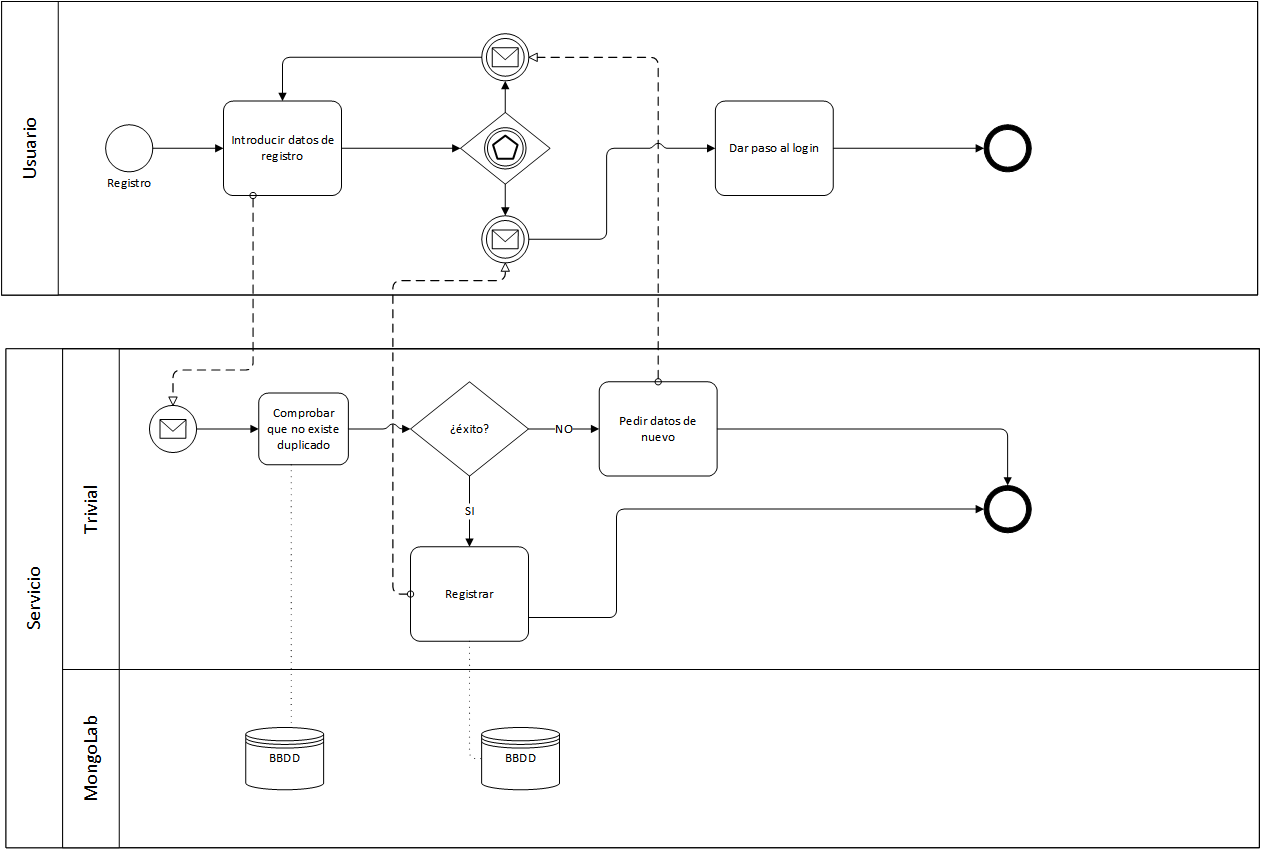 Usuario
Registro
Introducir datos de
registro
Dar paso al login
Servicio
Trivial
Comprobar
que no existe
duplicado
¿éxito?
NO
Pedir datos de
nuevo
SI
Registrar
MongoLab
BBDD
BBDD